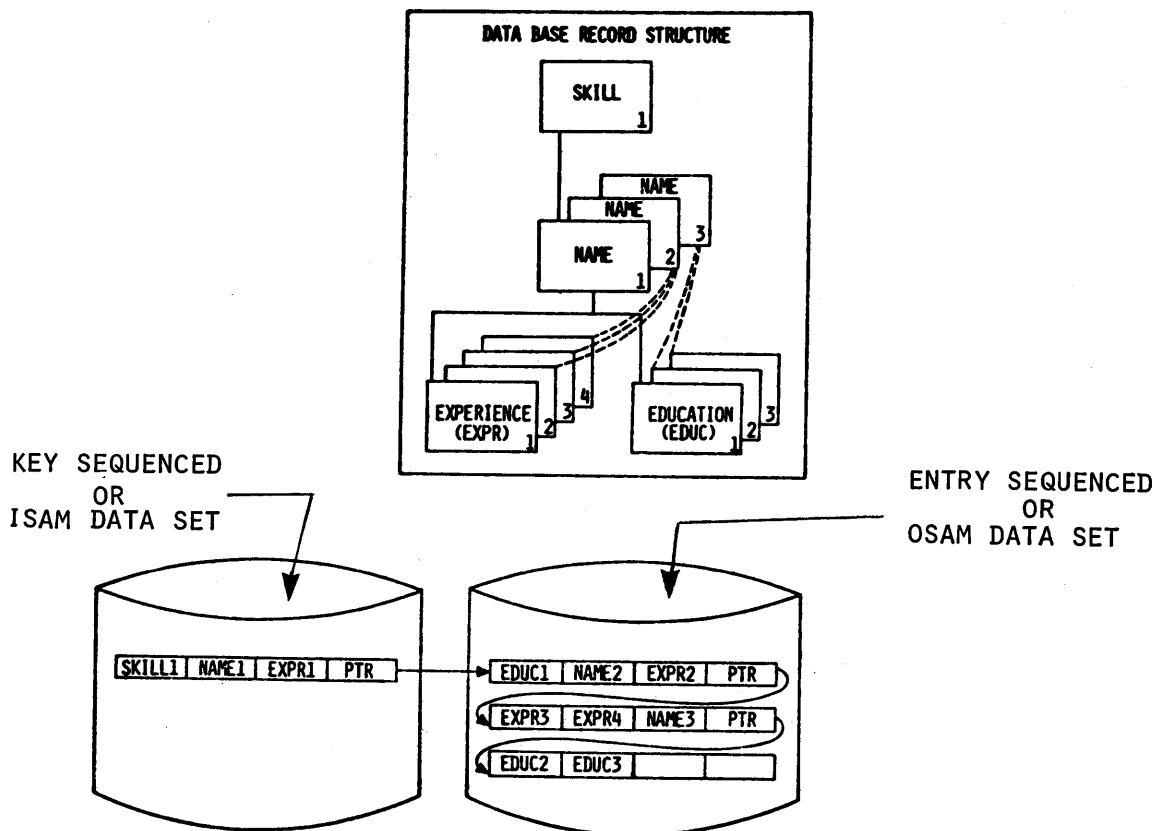 DATA BASE RECORD STRUCTURE
SKILL
1
NAME
3
NAME
2
NAME
1
EXPERIENCE
(EXPR)
1
2
3
4
EDUCATION
(EDUC)
1
2
3
KEY SEQUENCED
OR
ISAM DATA SET
ENTRY SEQUENCED
OR
OSAM DATA SET
SKILL1 NAME1 EXPR1 PTR
EDUC1 NAME2 EXPR2 PTR
EXPR3 EXPR4 NAME3 PTR
EDUC2 EDUC3